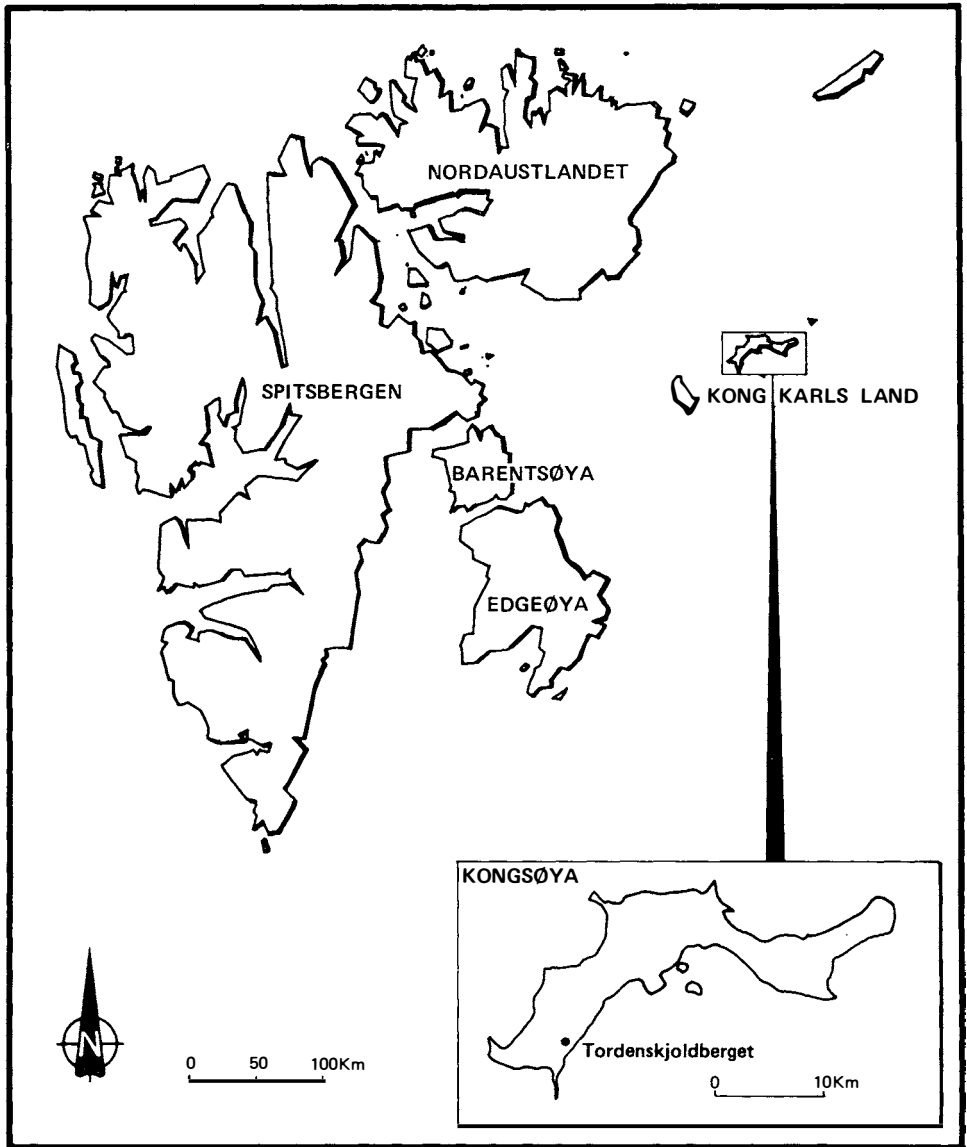 NORDAUSTLANDET
SPITSBERGEN
KONG KARLS LAND
BARENTSØYA
EDGEØYA
KONGSØYA
N
0 50 100Km
Tordenskjoldberget
0 10Km